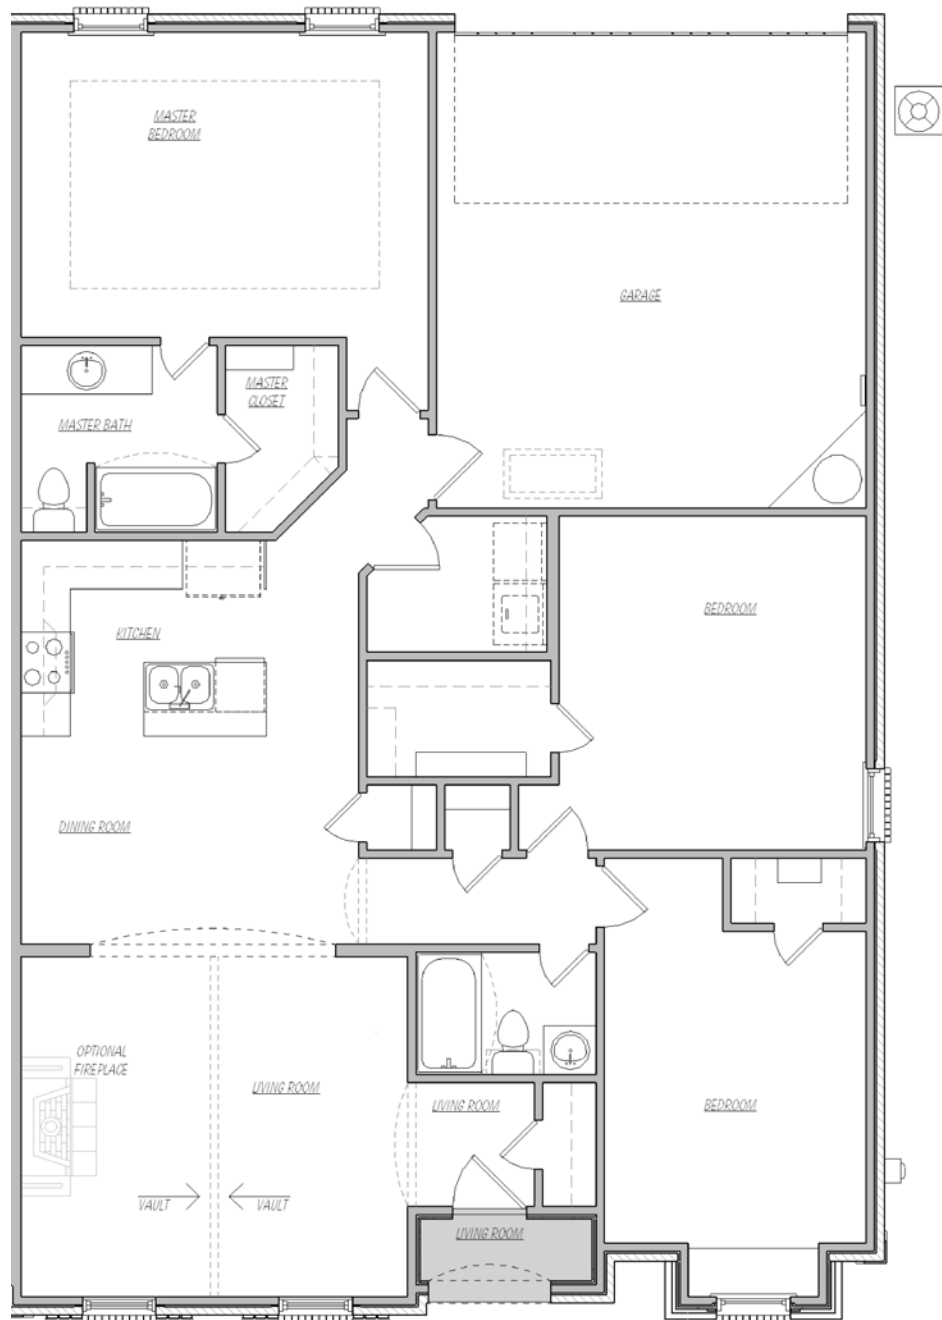 MASTER
BEDROOM
GARAGE
MASTER
CLOSET
MASTER BATH
BEDROOM
KITCHEN
DINING ROOM
OPTIONAL
FIREPLACE
LIVING ROOM
LIVING ROOM
BEDROOM
VAULT
VAULT
LIVING ROOM